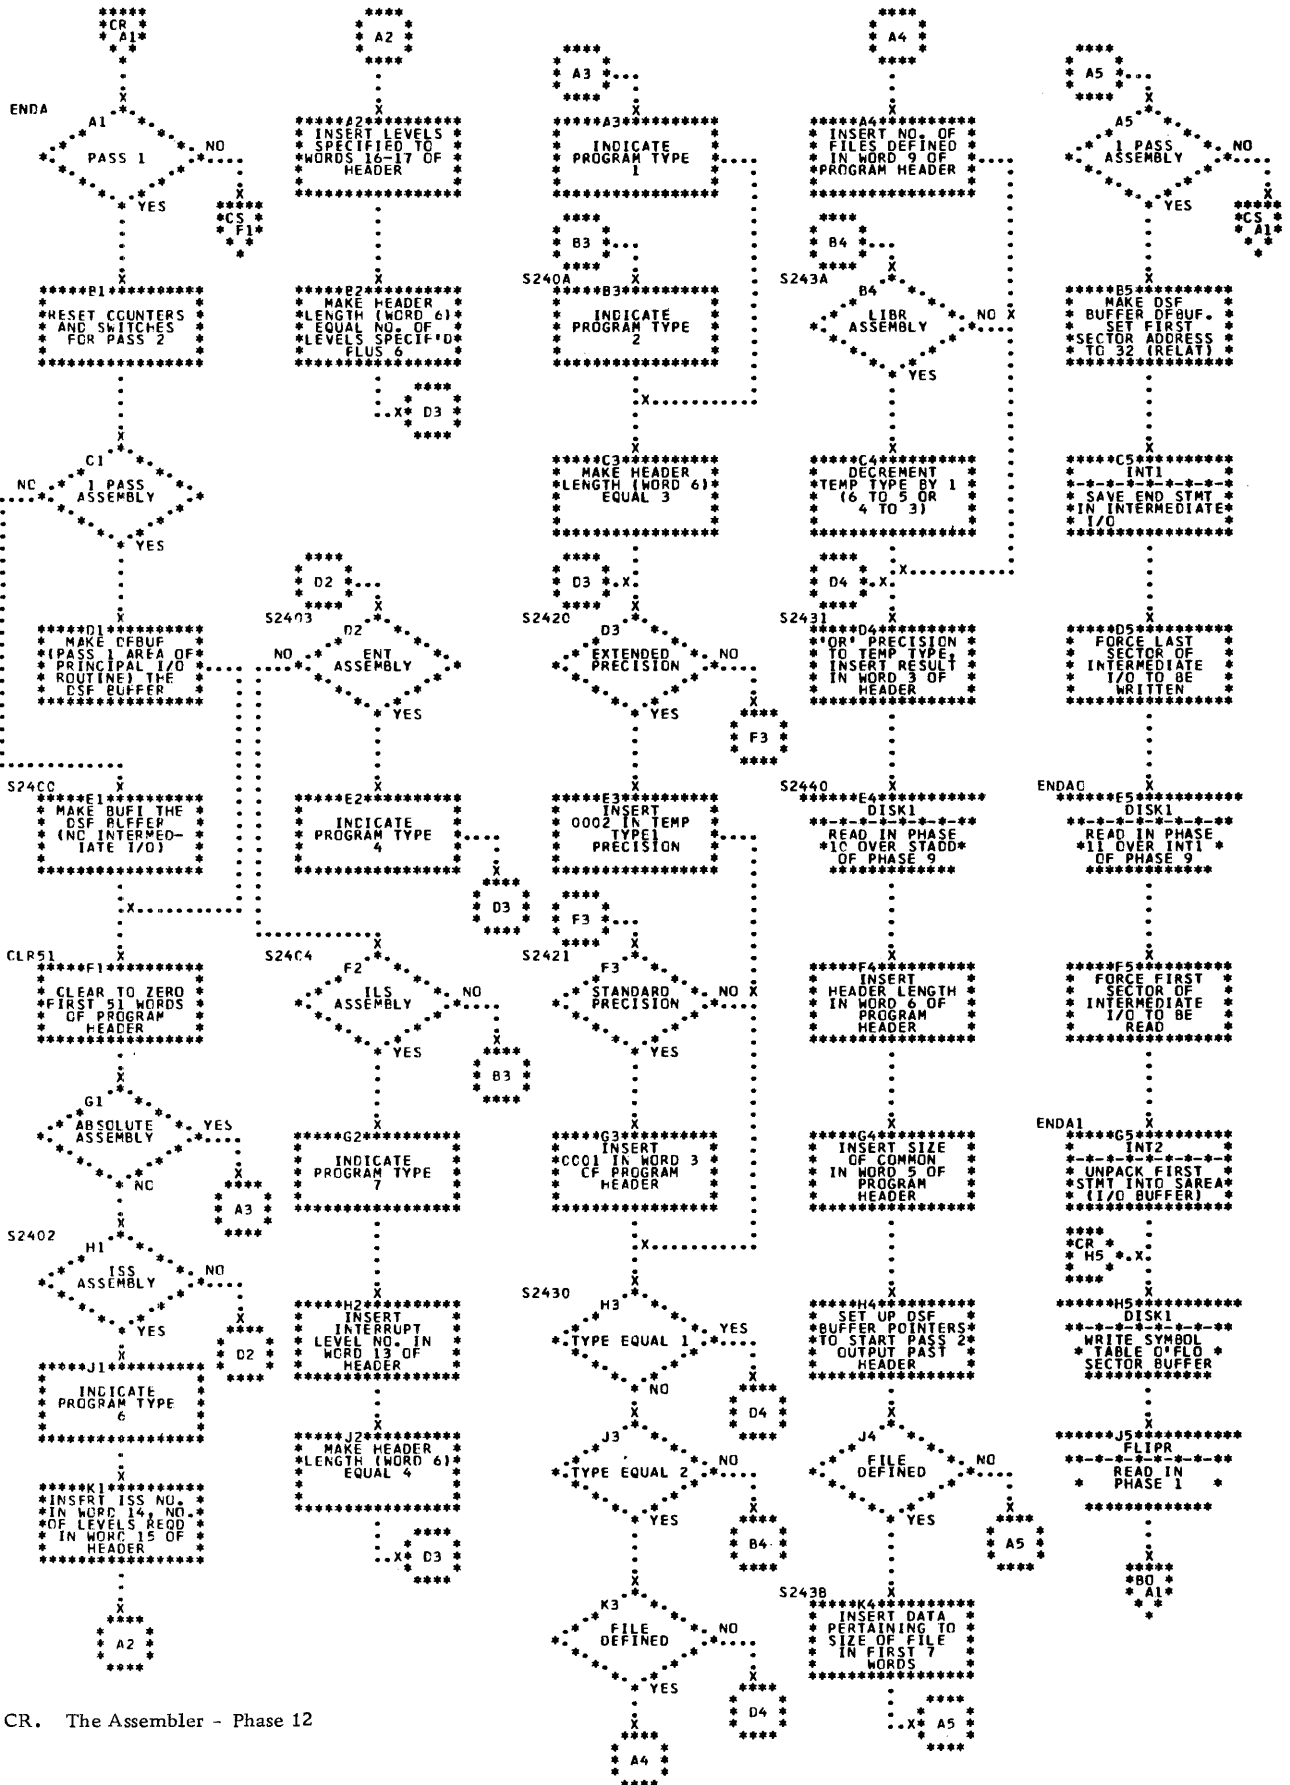 CR
A1
ENDA
A1
PASS 1
NO
YES
CS
F1
B1
RESET COUNTERS
AND SWITCHES
FOR PASS 2
C1
NC
1 PASS
ASSEMBLY
YES
D1
MAKE DFBUF
(PASS 1 AREA OF
PRINCIPAL I/O
ROUTINE) THE
DSF BUFFER
S24CC
E1
MAKE BUFI THE
DSF BUFFER
(NC INTERMED-
IATE I/O)
CLR51
F1
CLEAR TO ZERO
FIRST 51 WORDS
OF PROGRAM
HEADER
G1
ABSOLUTE
ASSEMBLY
YES
NC
A3
S2402
H1
ISS
ASSEMBLY
NO
YES
D2
J1
INDICATE
PROGRAM TYPE
6
K1
INSERT ISS NO.
IN WORD 14, NO.
OF LEVELS REQD
IN WORD 15 OF
HEADER
A2
A2
A2
INSERT LEVELS
SPECIFIED TO
WORDS 16-17 OF
HEADER
B2
MAKE HEADER
LENGTH (WORD 6)
EQUAL NO. OF
LEVELS SPECIF'D
PLUS 6
D3
D2
S2403
D2
NO
ENT
ASSEMBLY
YES
E2
INDICATE
PROGRAM TYPE
4
D3
S24C4
F2
ILS
ASSEMBLY
NO
YES
B3
G2
INDICATE
PROGRAM TYPE
7
H2
INSERT
INTERRUPT
LEVEL NO. IN
WORD 13 OF
HEADER
J2
MAKE HEADER
LENGTH (WORD 6)
EQUAL 4
D3
A3
A3
INDICATE
PROGRAM TYPE
1
B3
S240A
B3
INDICATE
PROGRAM TYPE
2
C3
MAKE HEADER
LENGTH (WORD 6)
EQUAL 3
D3
S2420
D3
EXTENDED
PRECISION
NO
YES
F3
E3
INSERT
0002 IN TEMP
TYPE1
PRECISION
F3
S2421
F3
STANDARD
PRECISION
NO
YES
G3
INSERT
CC01 IN WORD 3
CF PROGRAM
HEADER
S2430
H3
TYPE EQUAL 1
YES
NO
D4
J3
TYPE EQUAL 2
NO
YES
B4
K3
FILE
DEFINED
NO
YES
D4
A4
A4
A4
INSERT NO. OF
FILES DEFINED
IN WORD 9 OF
PROGRAM HEADER
B4
S243A
B4
LIBR
ASSEMBLY
NO
YES
C4
DECREMENT
TEMP TYPE BY 1
(6 TO 5 OR
4 TO 3)
D4
S2431
D4
'OR' PRECISION
TO TEMP TYPE,
INSERT RESULT
IN WORD 3 OF
HEADER
S2440
E4
DISK1
READ IN PHASE
1C OVER STADD
OF PHASE 9
F4
INSERT
HEADER LENGTH
IN WORD 6 OF
PROGRAM
HEADER
G4
INSERT SIZE
OF COMMON
IN WORD 5 OF
PROGRAM
HEADER
H4
SET UP DSF
BUFFER POINTERS
TO START PASS 2
OUTPUT PAST
HEADER
J4
FILE
DEFINED
NO
YES
A5
S243B
K4
INSERT DATA
PERTAINING TO
SIZE OF FILE
IN FIRST 7
WORDS
A5
A5
A5
1 PASS
ASSEMBLY
NO
YES
CS
A1
B5
MAKE DSF
BUFFER DFBUF.
SET FIRST
SECTOR ADDRESS
TO 32 (RELAT)
C5
INT1
SAVE END STMT
IN INTERMEDIATE
I/O
D5
FORCE LAST
SECTOR OF
INTERMEDIATE
I/O TO BE
WRITTEN
ENDAO
E5
DISK1
READ IN PHASE
11 OVER INT1
OF PHASE 9
F5
FORCE FIRST
SECTOR OF
INTERMEDIATE
I/O TO BE
READ
ENDA1
G5
INT2
UNPACK FIRST
STMT INTO SAREA
(I/O BUFFER)
CR
H5
H5
DISK1
WRITE SYMBOL
TABLE O'FLO
SECTOR BUFFER
J5
FLIPR
READ IN
PHASE 1
BO
A1
CR. The Assembler - Phase 12